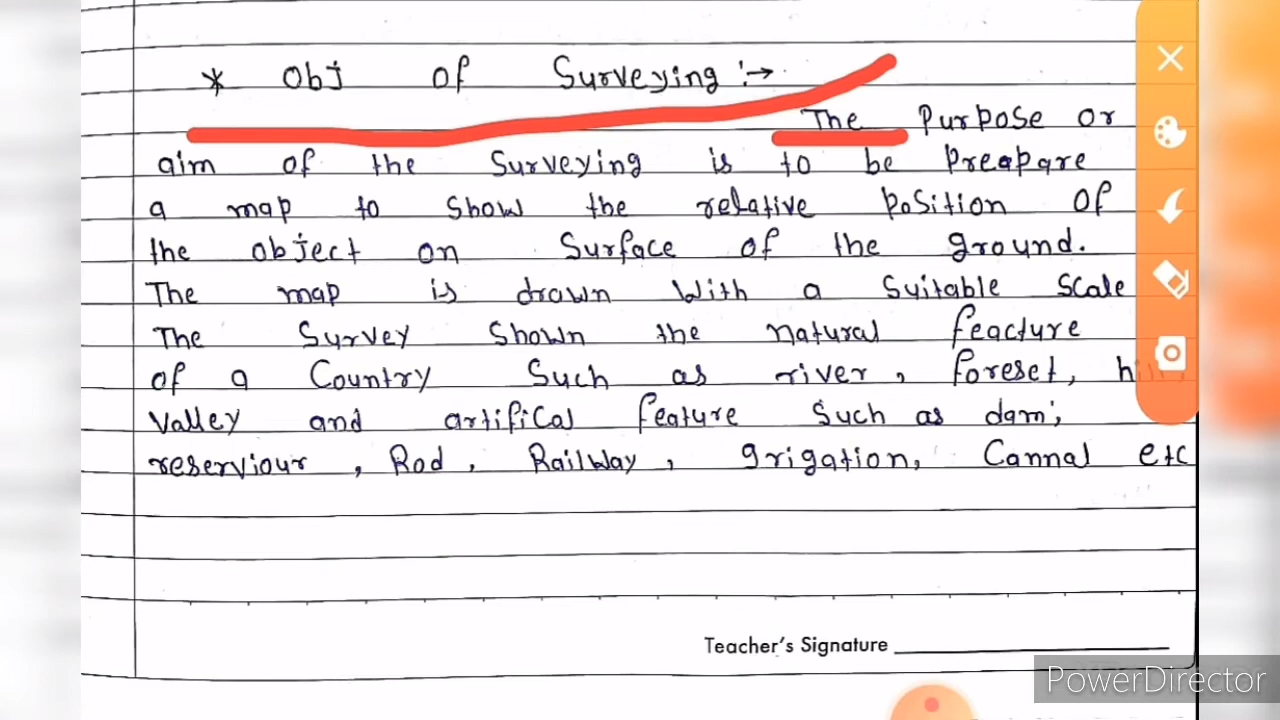 * Obj of Surveying :→
The Purpose or
aim of the Surveying is to be Preapare
a map to Show the relative position of
the object on Surface of the ground.
The map is drawn With a Suitable Scale
The Survey Shown the natural feacture
of a Country Such as river, foreset,
Valley and artifical feature Such as dam,
reserviour, Rod, Railway, Irigation, Cannal etc
Teacher's Signature
PowerDirector